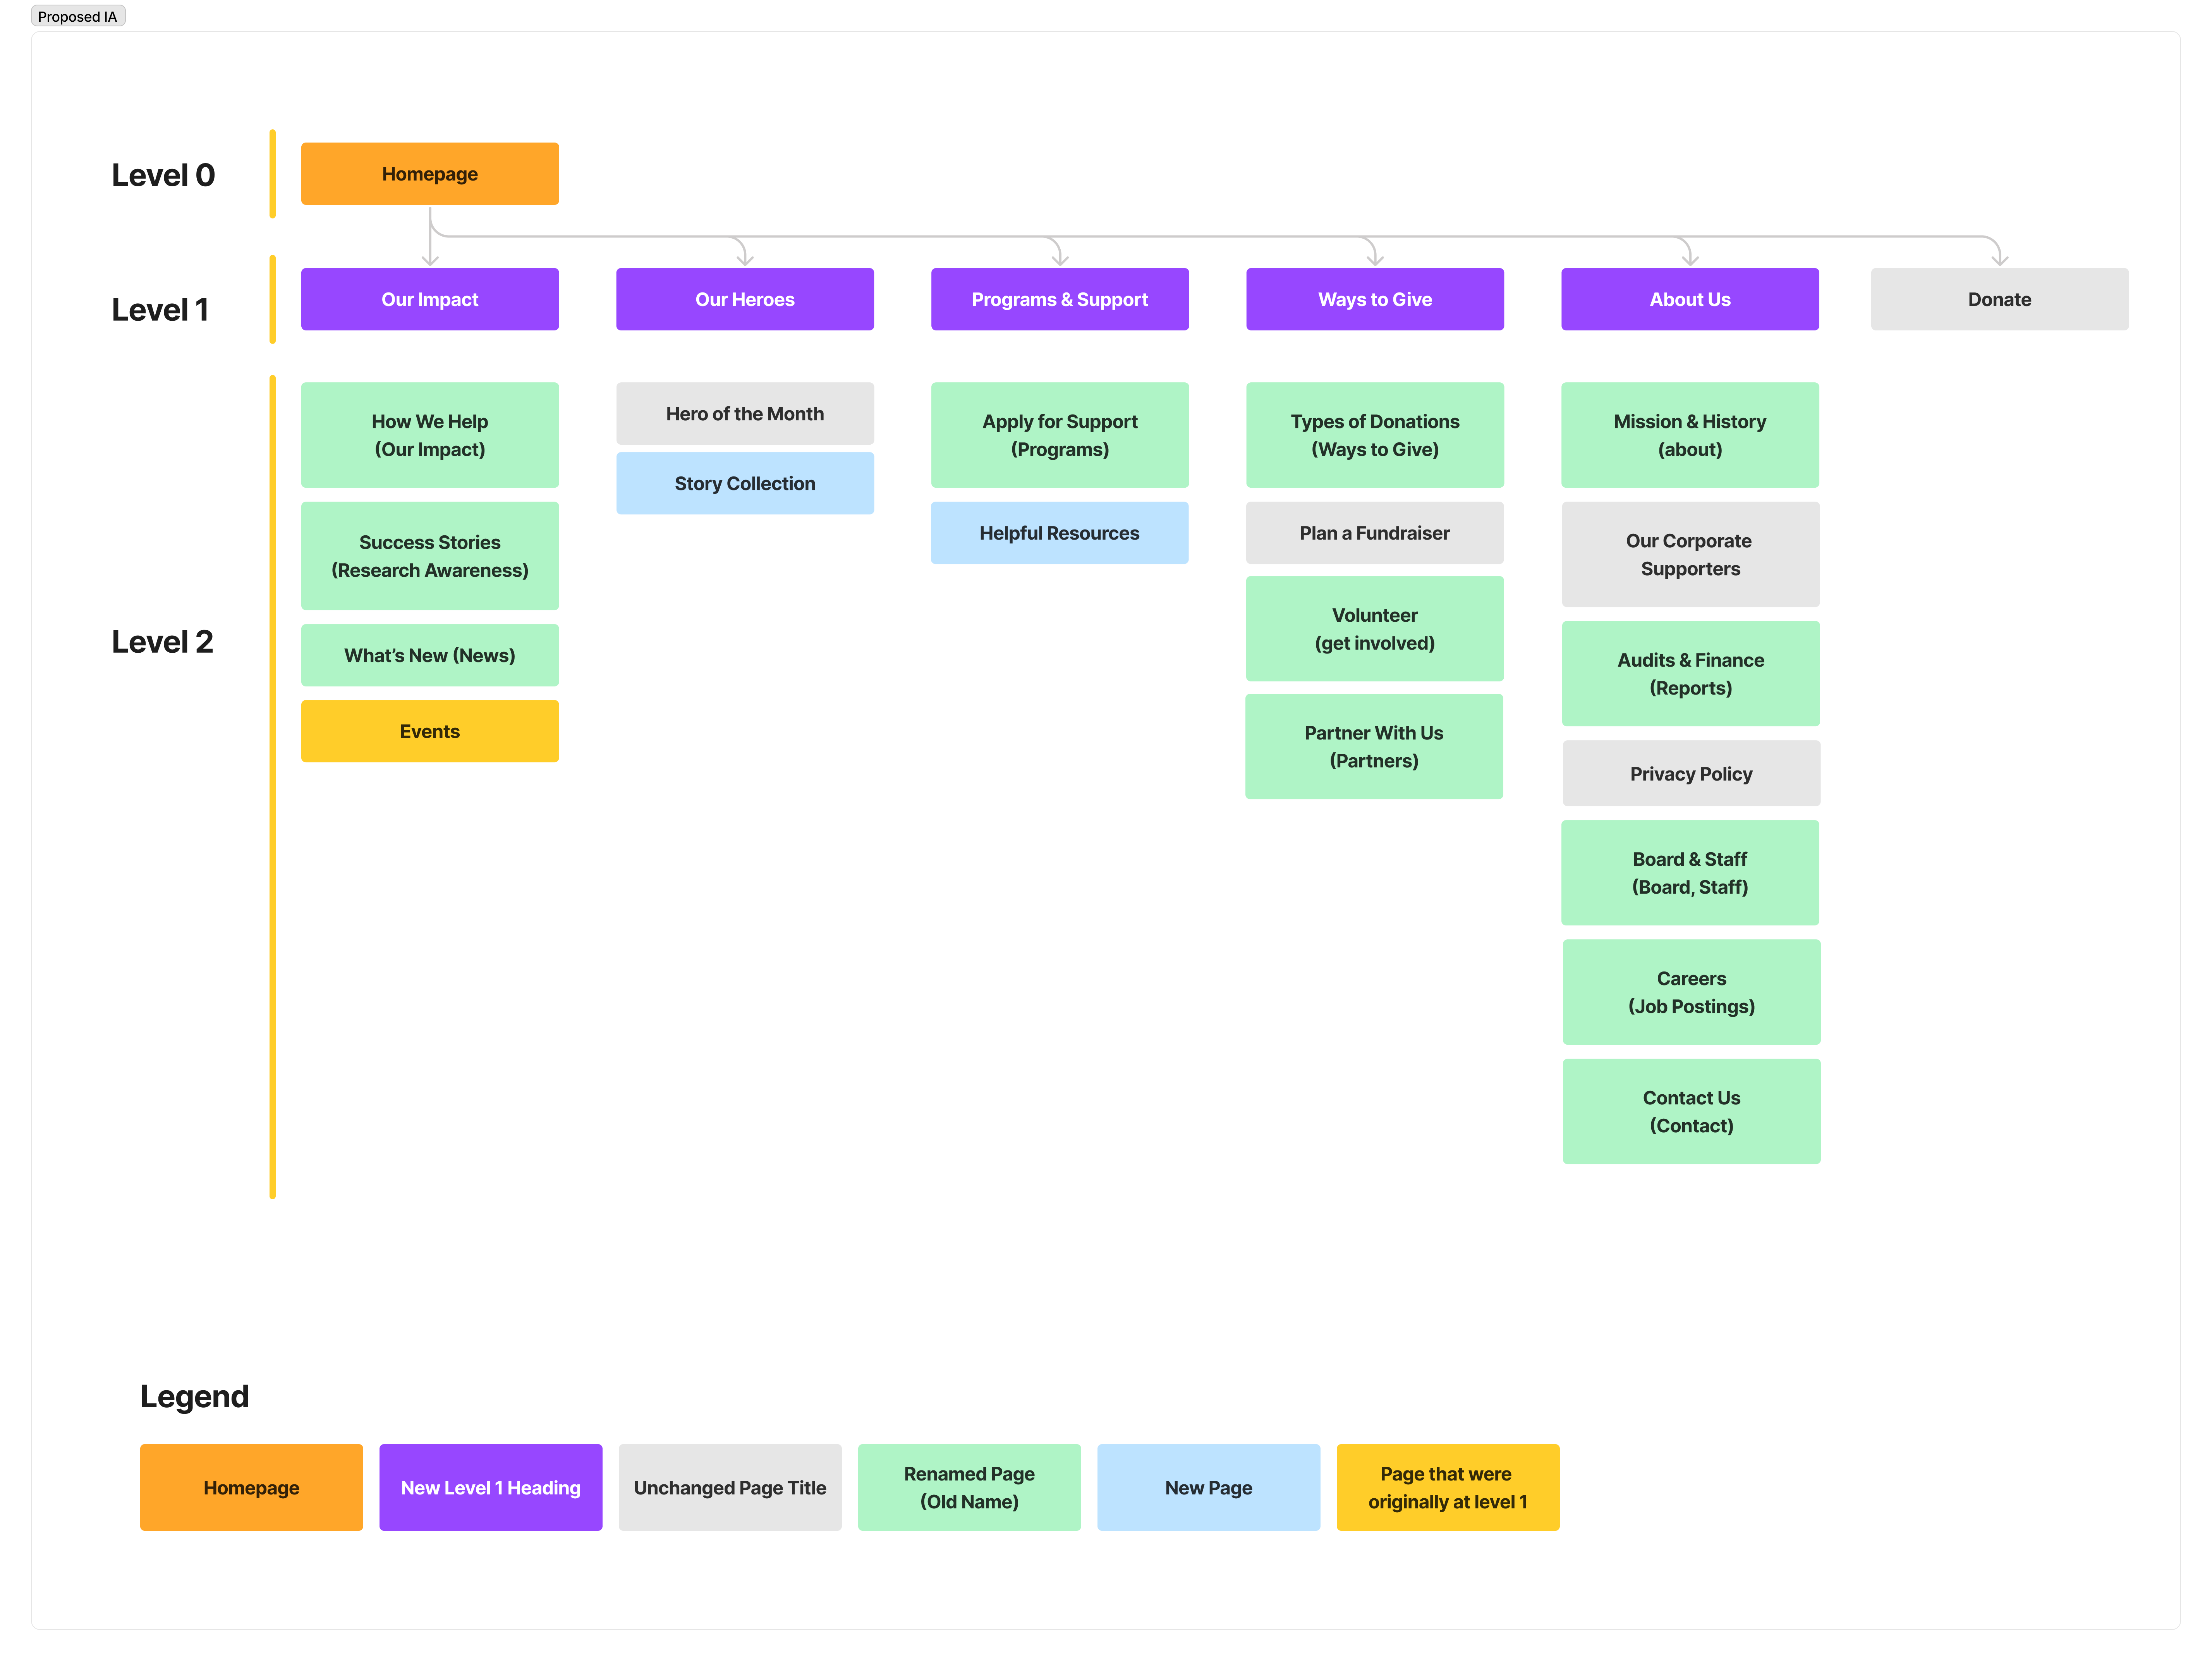 Proposed IA
Level 0
Homepage
Level 1
Our Impact
Our Heroes
Programs & Support
Ways to Give
About Us
Donate
Level 2
How We Help
(Our Impact)
Success Stories
(Research Awareness)
What's New (News)
Events
Hero of the Month
Story Collection
Apply for Support
(Programs)
Helpful Resources
Types of Donations
(Ways to Give)
Plan a Fundraiser
Volunteer
(get involved)
Partner With Us
(Partners)
Mission & History
(about)
Our Corporate
Supporters
Audits & Finance
(Reports)
Privacy Policy
Board & Staff
(Board, Staff)
Careers
(Job Postings)
Contact Us
(Contact)
Legend
Homepage
New Level 1 Heading
Unchanged Page Title
Renamed Page
(Old Name)
New Page
Page that were
originally at level 1